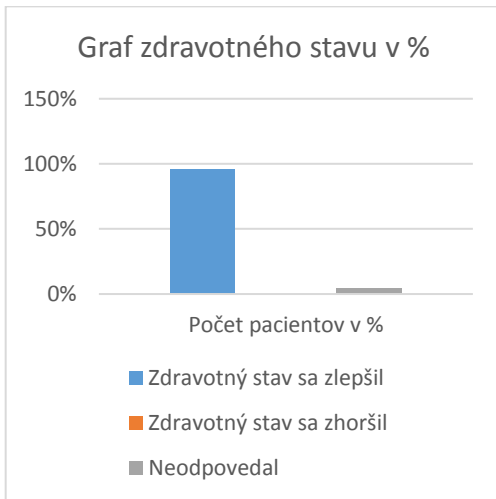 Graf zdravotného stavu v %
150%
100%
50%
0%
Počet pacientov v %
Zdravotný stav sa zlepšil
Zdravotný stav sa zhoršil
Neodpovedal